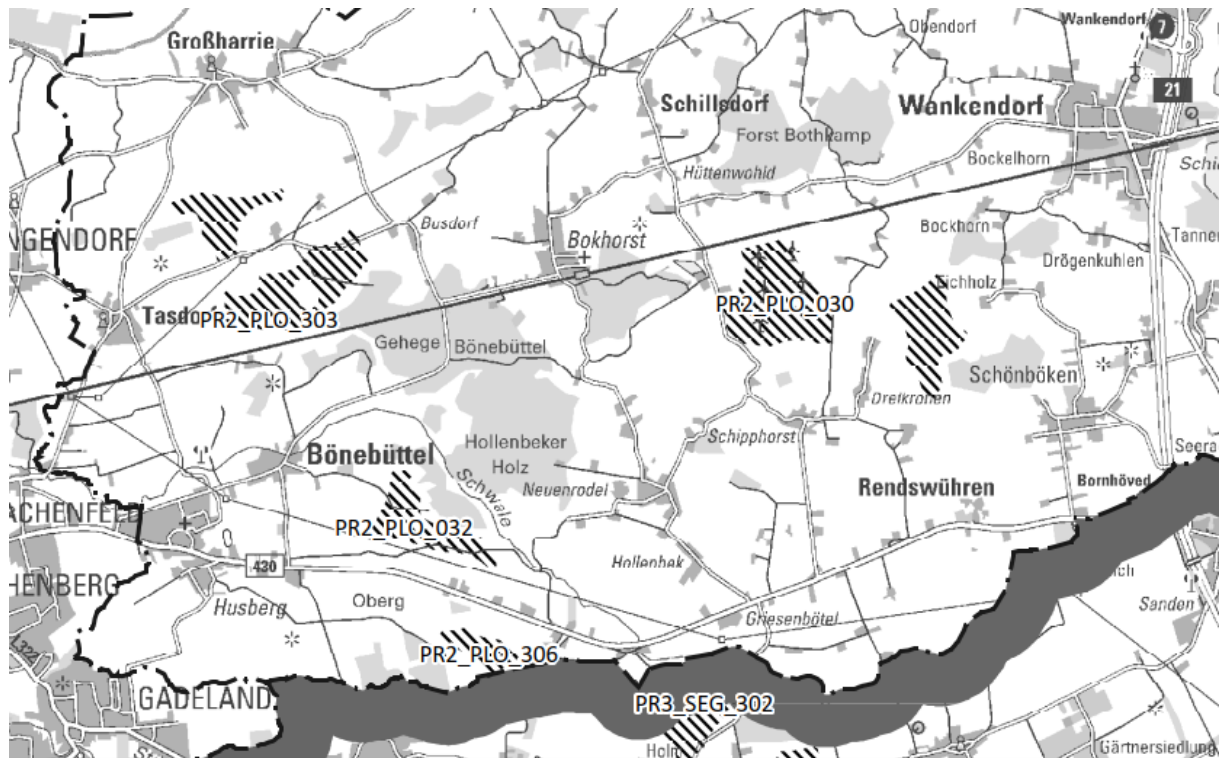 Großharrie
Obendorf
Wankendorf
7
21
Schillsdorf
Wankendorf
Forst Bothkamp
Bockelhorn
Hüttenwohld
NGENDORF
Busdorf
Bokhorst
Bockhorn
Tannen
Drögenkuhlen
Eichholz
PR2_PLO_303
PR2_PLO_030
Gehege
Bönebüttel
Schönböken
Dreikronen
Hollenbeker
Holz
Schipphorst
Bönebüttel
Schwale
Neuenrodel
Rendswühren
Bornhöved
Seera
ACHENFELD
PR2_PLO_032
430
Hollenbek
HENBERG
Husberg
Oberg
Griesenbötel
Sanden
PR2_PLO_306
GADELAND
PR3_SEG_302
Holm
Gärtnersiedlung